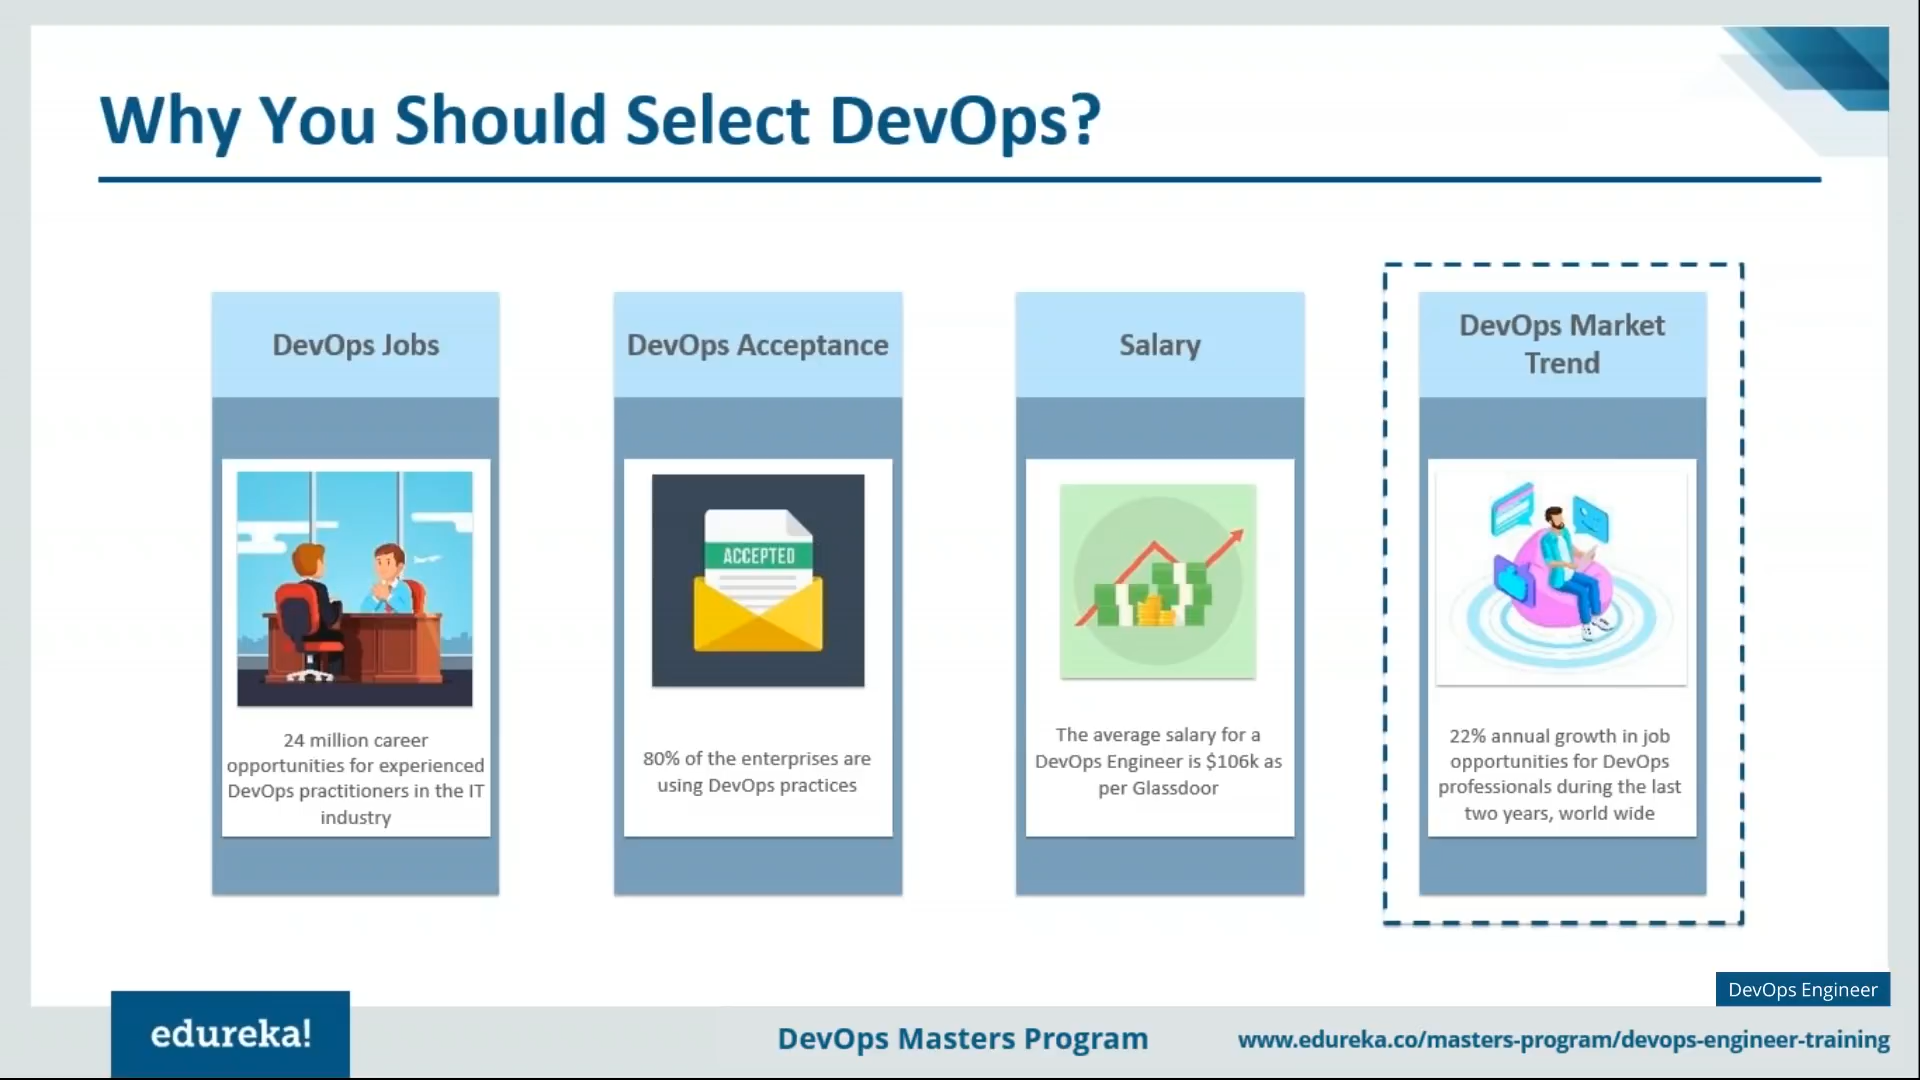 Why You Should Select DevOps?
DevOps Jobs
24 million career
opportunities for experienced
DevOps practitioners in the IT
industry
DevOps Acceptance
ACCEPTED
80% of the enterprises are
using DevOps practices
Salary
The average salary for a
DevOps Engineer is $106k as
per Glassdoor
DevOps Market
Trend
22% annual growth in job
opportunities for DevOps
professionals during the last
two years, world wide
DevOps Engineer
edureka!
DevOps Masters Program
www.edureka.co/masters-program/devops-engineer-training